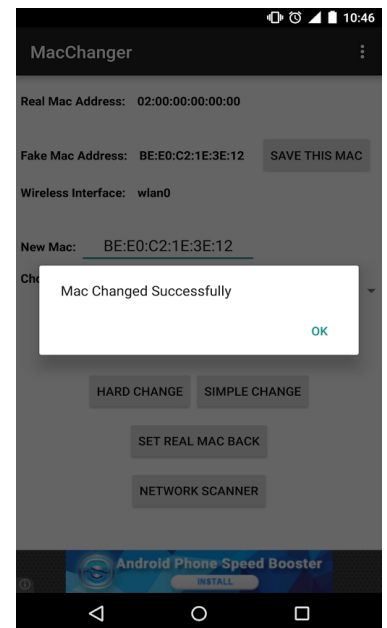 10:46
MacChanger
Real Mac Address: 02:00:00:00:00:00
Fake Mac Address: BE:E0:C2:1E:3E:12 SAVE THIS MAC
Wireless Interface: wlan0
New Mac: BE:E0:C2:1E:3E:12
Mac Changed Successfully
OK
HARD CHANGE SIMPLE CHANGE
SET REAL MAC BACK
NETWORK SCANNER
Android Phone Speed Booster
INSTALL